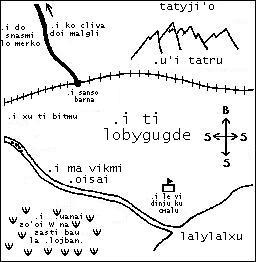 tatyji'o
.i ko cliva
doi malgli
.i do
snasmi
lo merko
.u'i tatru
.i sanso
barna
.i xu ti bitmu
.i ti
lobygugde
B
S S
S
.i ma vikmi
.oisai
.i le vi
dinju ku
cmalu
.i .uanai
zo'oi W na
zasti bau
la .lojban.
lalylalxu